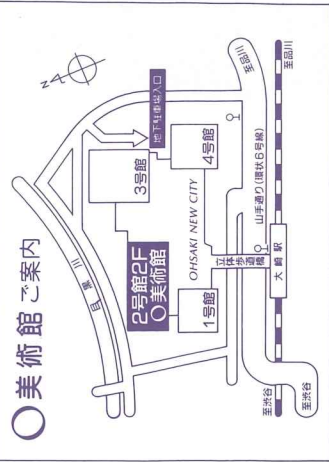 ○美術館ご案内
N
目黒川
地下駐車場入口
3号館
4号館
2号館2F
○美術館
OHSAKI NEW CITY
1号館
立体歩道橋
山手通り(環状6号線)
大崎駅
至品川
至品川
至渋谷
至渋谷